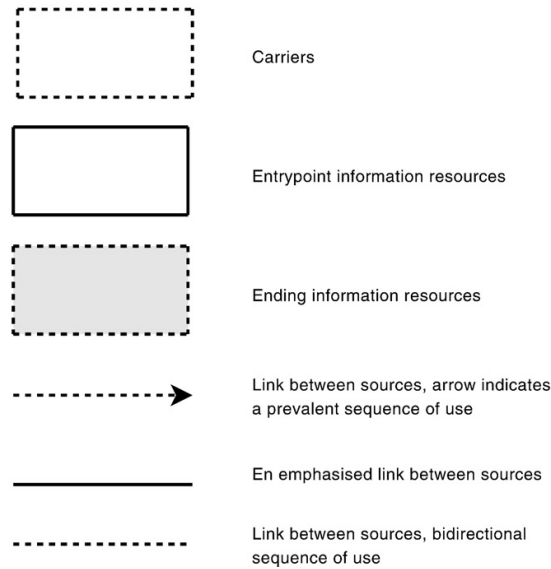 Carriers
Entrypoint information resources
Ending information resources
Link between sources, arrow indicates
a prevalent sequence of use
En emphasised link between sources
Link between sources, bidirectional
sequence of use